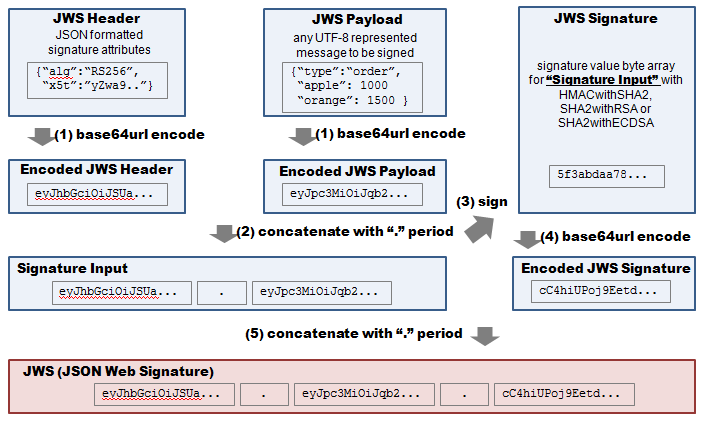 JWS Header
JSON formatted
signature attributes
{“alg”:“RS256”,
“x5t”:“yZwa9..”}
JWS Payload
any UTF-8 represented
message to be signed
{“type”:“order”,
“apple”: 1000
“orange”: 1500 }
JWS Signature
signature value byte array
for “Signature Input” with
HMACwithSHA2,
SHA2withRSA or
SHA2withECDSA
5f3abdaa78...
(1) base64url encode
(1) base64url encode
Encoded JWS Header
eyJhbGciOiJSUa...
Encoded JWS Payload
eyJpc3MiOiJqb2...
(3) sign
(2) concatenate with “.” period
(4) base64url encode
Signature Input
eyJhbGciOiJSUa...
.
eyJpc3MiOiJqb2...
Encoded JWS Signature
cC4hiUPoj9Eetd...
(5) concatenate with “.” period
JWS (JSON Web Signature)
eyJhbGciOiJSUa...
.
eyJpc3MiOiJqb2...
.
cC4hiUPoj9Eetd...